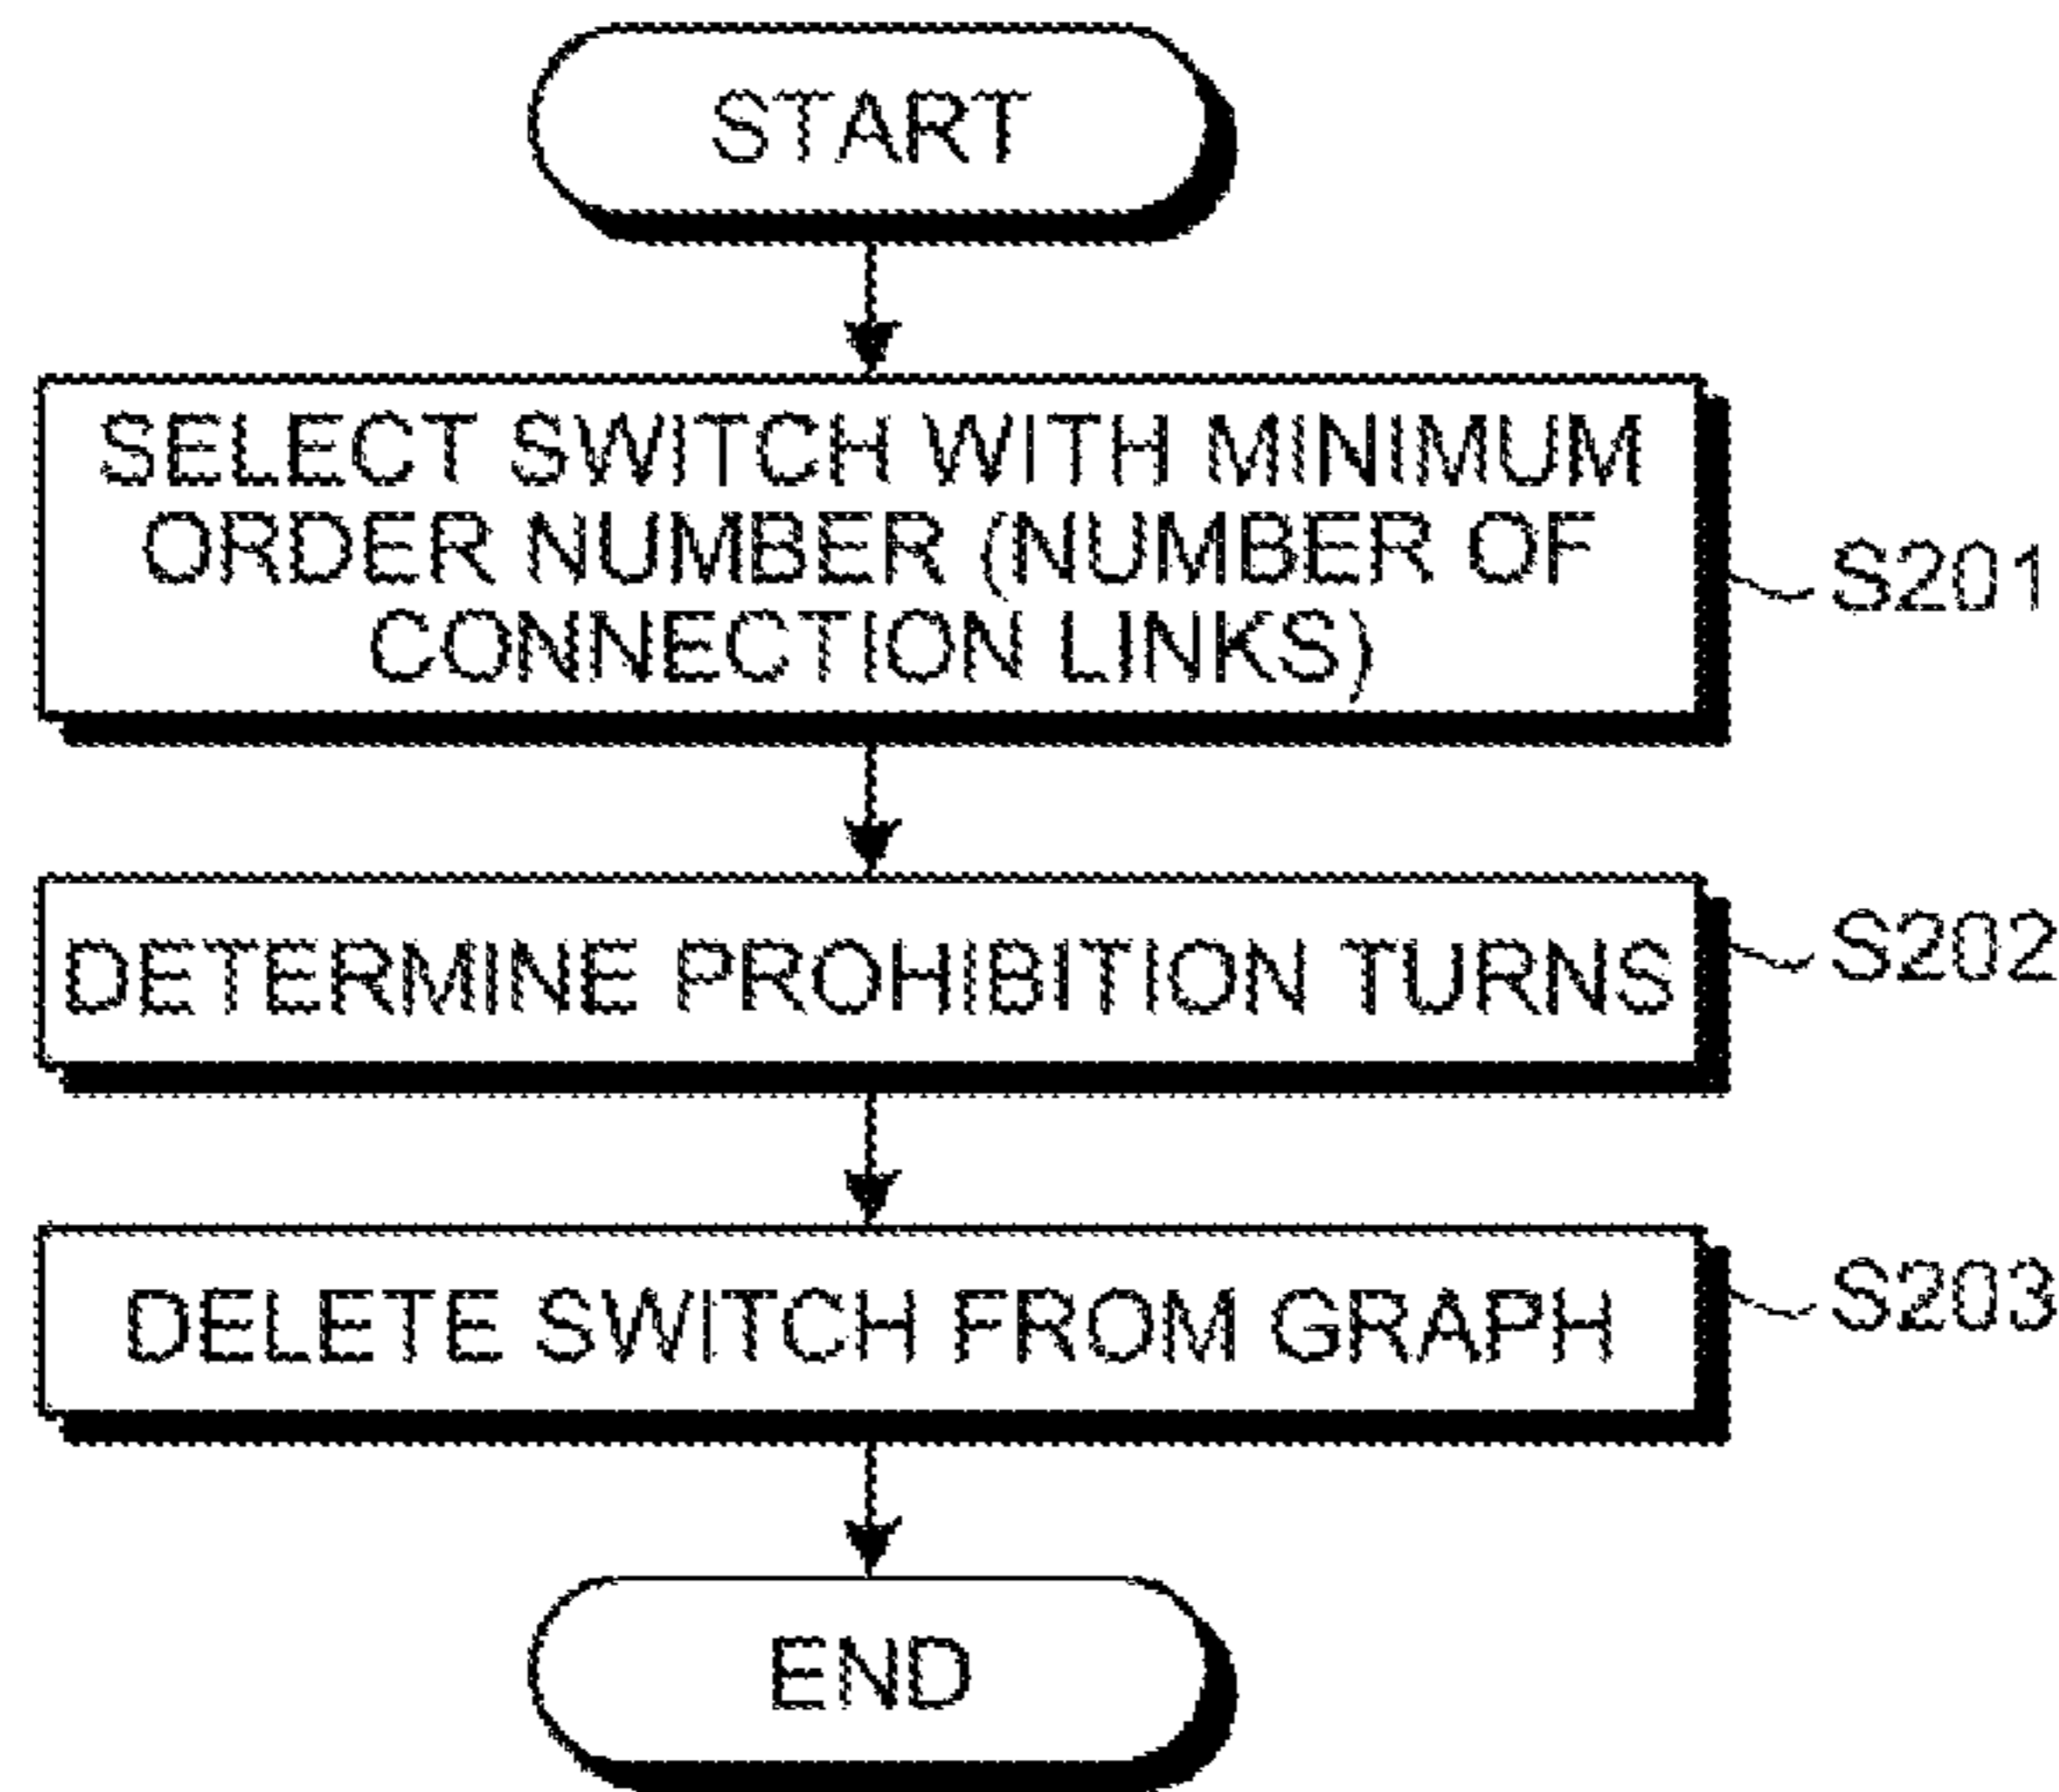 START
SELECT SWITCH WITH MINIMUM
ORDER NUMBER (NUMBER OF
CONNECTION LINKS)
S201
DETERMINE PROHIBITION TURNS
S202
DELETE SWITCH FROM GRAPH
S203
END